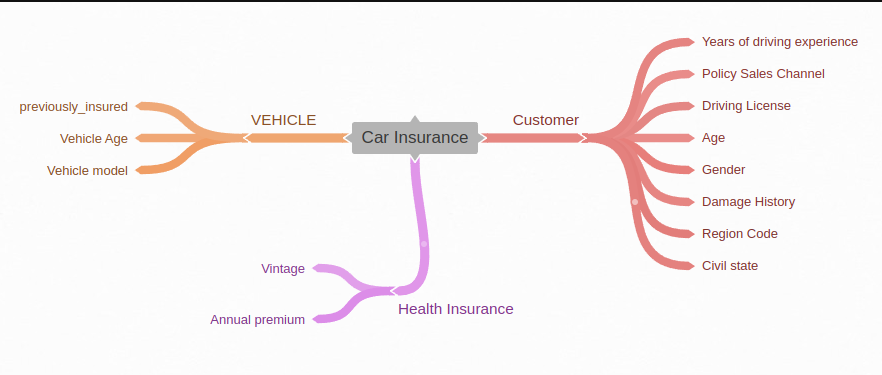 Car Insurance
VEHICLE
previously_insured
Vehicle Age
Vehicle model
Customer
Years of driving experience
Policy Sales Channel
Driving License
Age
Gender
Damage History
Region Code
Civil state
Health Insurance
Vintage
Annual premium